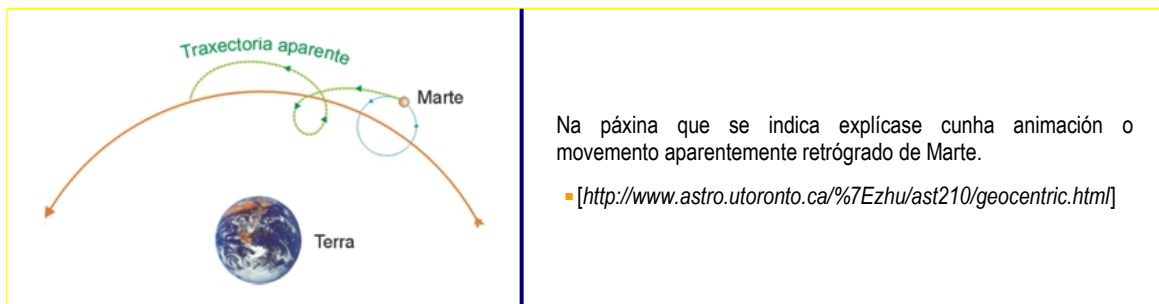 Traxectoria aparente
Marte
Terra
Na páxina que se indica explícase cunha animación o
movemento aparentemente retrógrado de Marte.
[http://www.astro.utoronto.ca/%7Ezhu/ast210/geocentric.html]